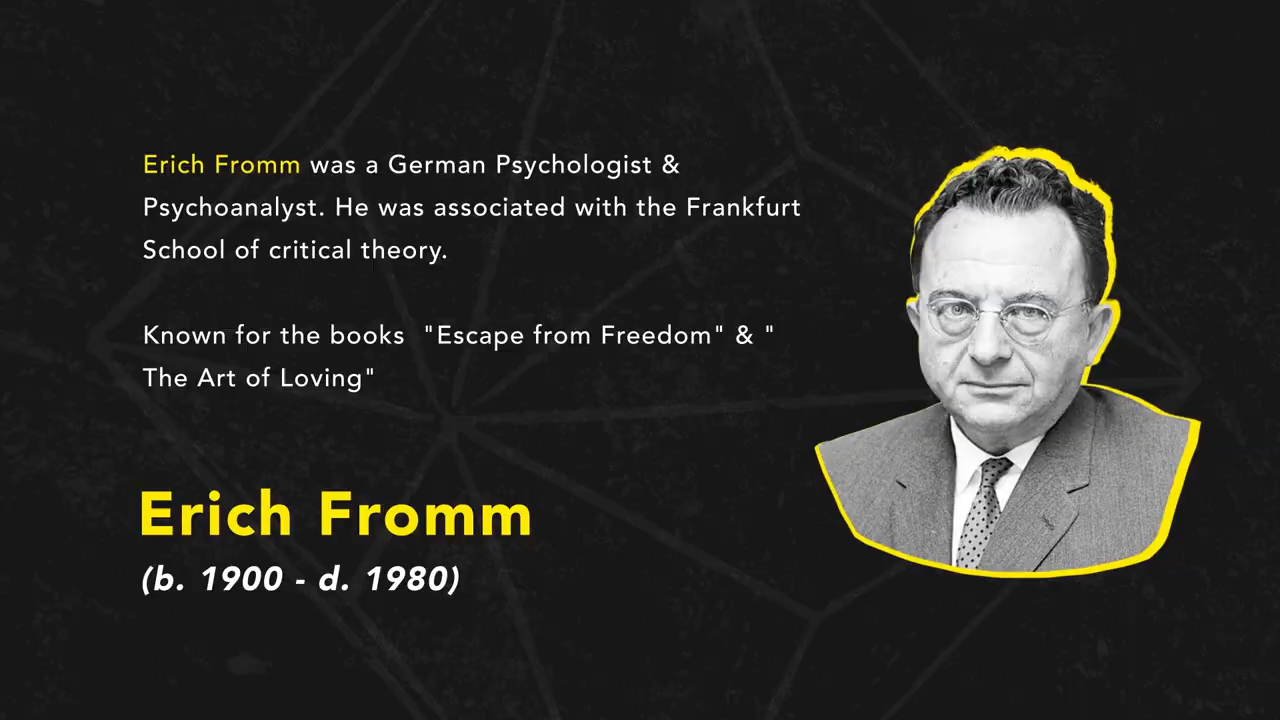 Erich Fromm was a German Psychologist &
Psychoanalyst. He was associated with the Frankfurt
School of critical theory.
Known for the books  "Escape from Freedom" & "
The Art of Loving"
Erich Fromm
(b. 1900 - d. 1980)